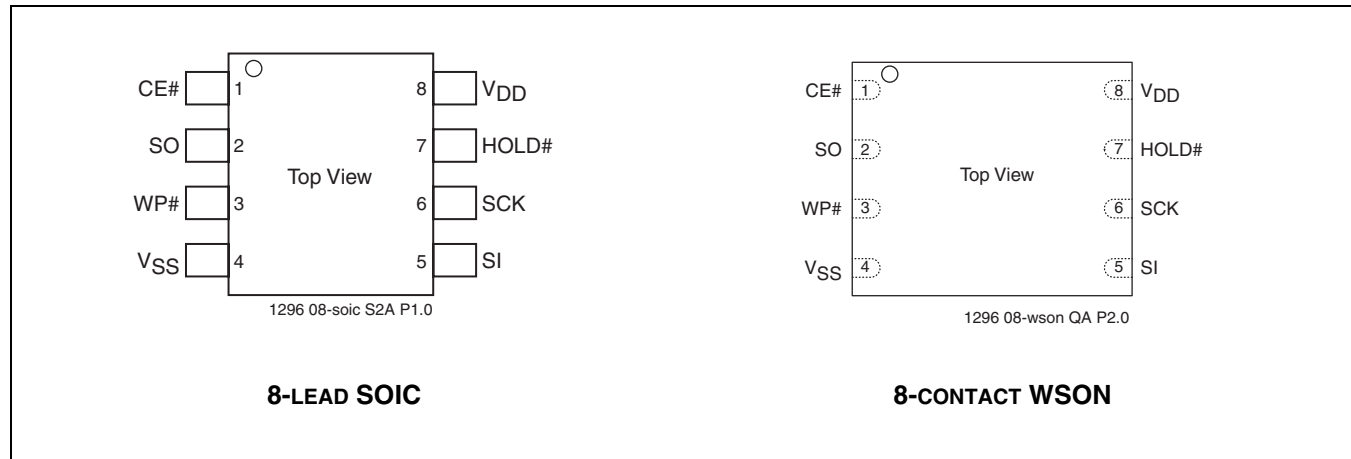 CE# 1 8 VDD
SO 2 7 HOLD#
Top View
WP# 3 6 SCK
VSS 4 5 SI
1296 08-soic S2A P1.0
8-LEAD SOIC
CE# 1 8 VDD
SO 2 7 HOLD#
Top View
WP# 3 6 SCK
VSS 4 5 SI
1296 08-wson QA P2.0
8-CONTACT WSON